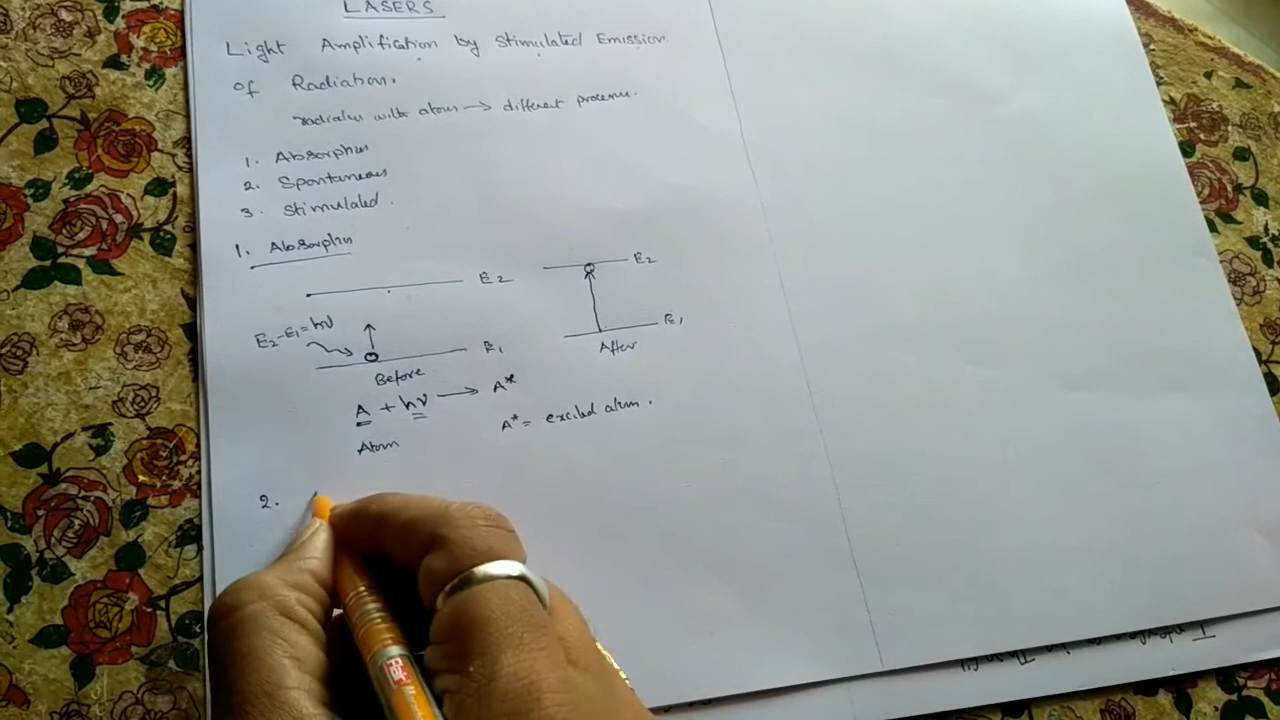 LASERS
Light Amplification by Stimulated Emission
of Radiation.
radiation with atom → different process.
1. Absorption
2. Spontaneous
3. Stimulated.
1. Absorption
E2
E2
E2-E1=hν
E1
E1
Before
After
A + hν → A*
A* = excited atom.
Atom
2.